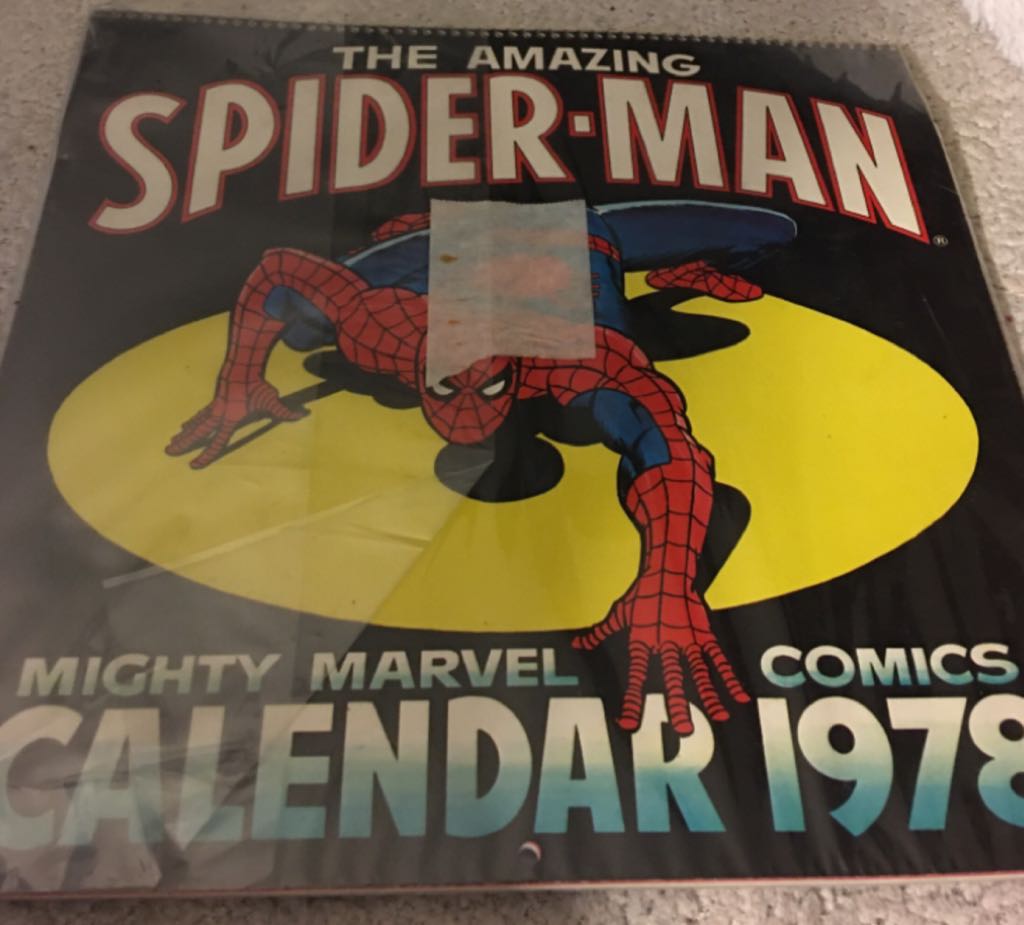 THE AMAZING
SPIDER-MAN®
MIGHTY MARVEL COMICS
CALENDAR 1978